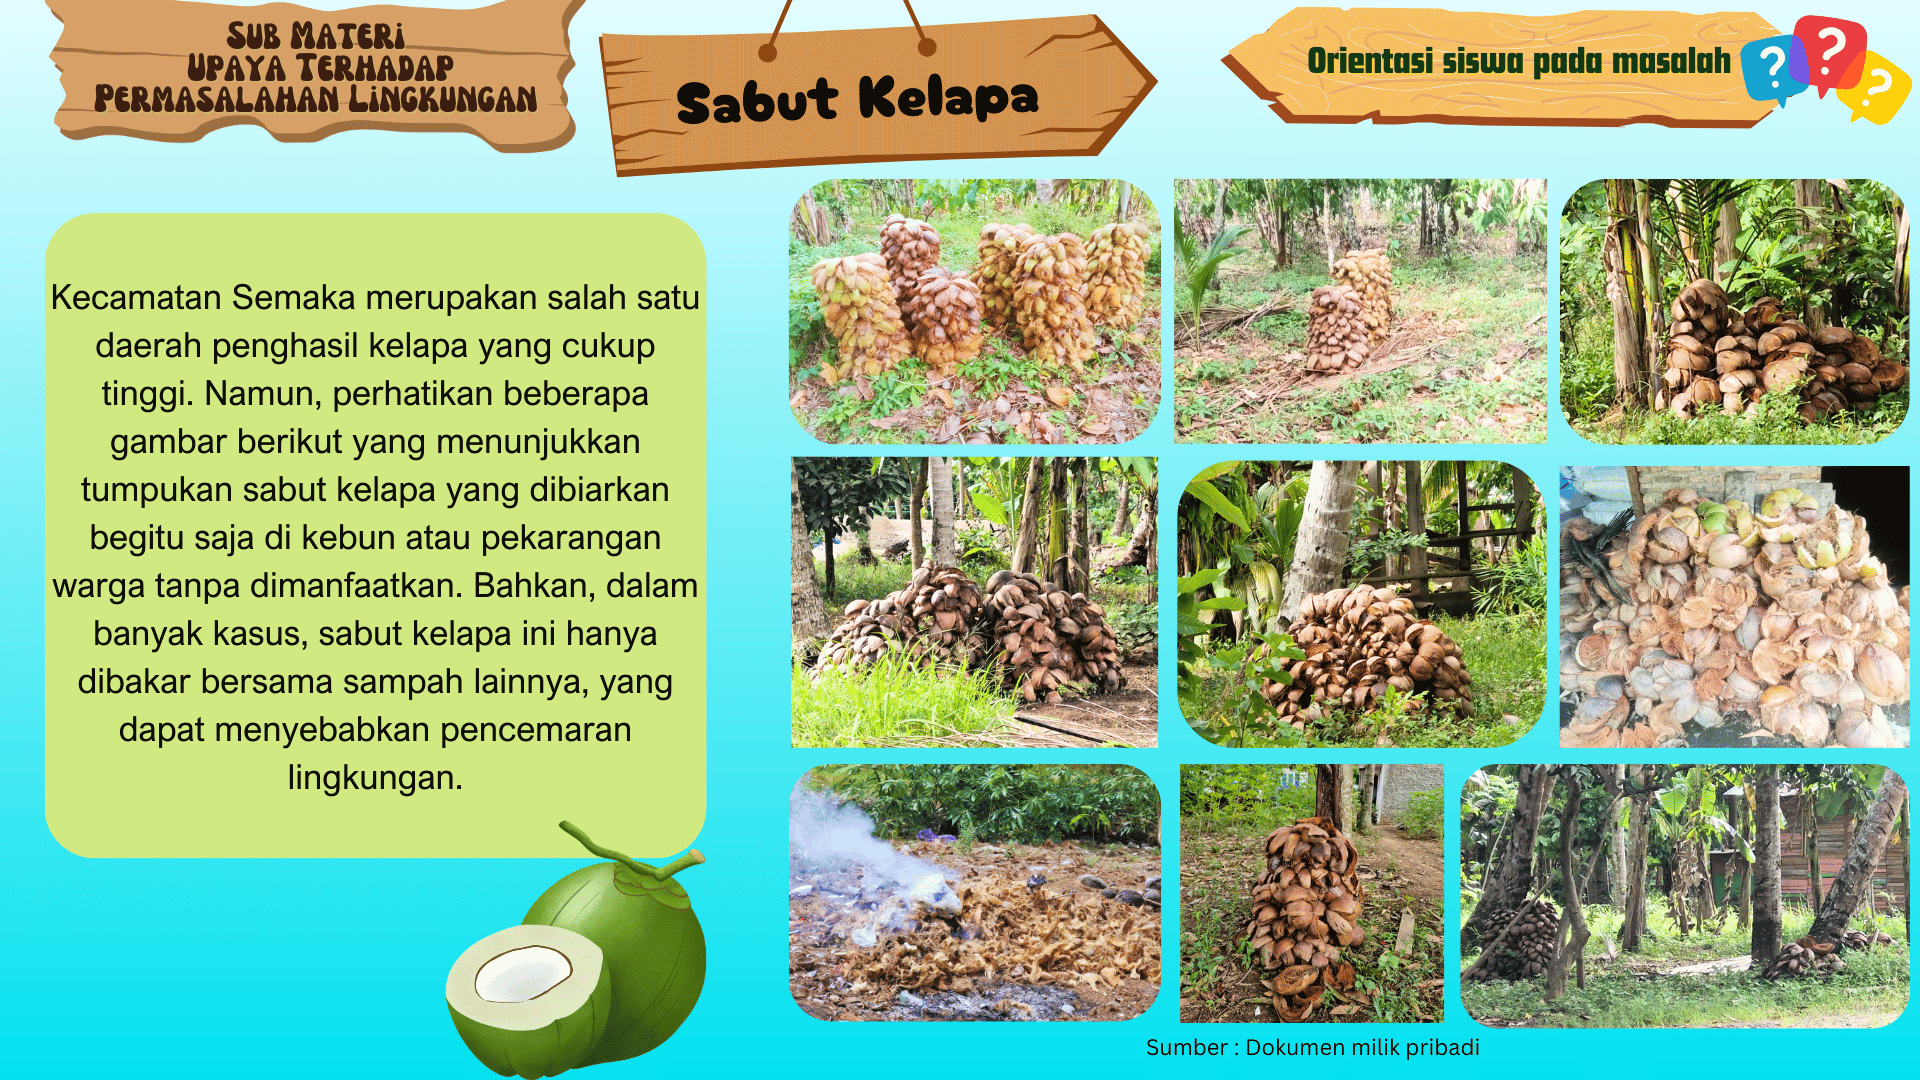 Sub Materi
Upaya Terhadap
Permasalahan Lingkungan
Sabut Kelapa
Orientasi siswa pada masalah
? ? ?
Kecamatan Semaka merupakan salah satu
daerah penghasil kelapa yang cukup
tinggi. Namun, perhatikan beberapa
gambar berikut yang menunjukkan
tumpukan sabut kelapa yang dibiarkan
begitu saja di kebun atau pekarangan
warga tanpa dimanfaatkan. Bahkan, dalam
banyak kasus, sabut kelapa ini hanya
dibakar bersama sampah lainnya, yang
dapat menyebabkan pencemaran
lingkungan.
Sumber : Dokumen milik pribadi